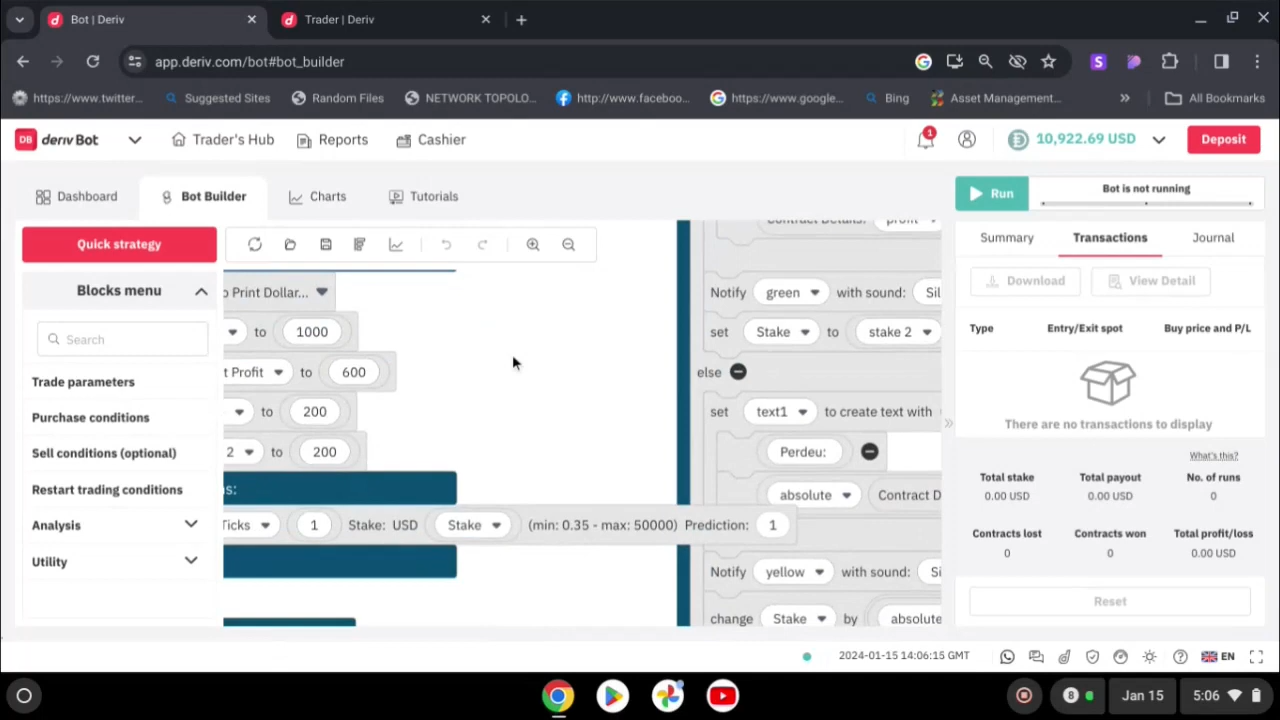 Bot | Deriv
Trader | Deriv
app.deriv.com/bot#bot_builder
https://www.twitter...
Suggested Sites
Random Files
NETWORK TOPOLO...
http://www.faceboo...
https://www.google...
Bing
Asset Management...
All Bookmarks
DB deriv Bot
Trader's Hub
Reports
Cashier
1
10,922.69 USD
Deposit
Dashboard
Bot Builder
Charts
Tutorials
Run
Bot is not running
Quick strategy
Summary
Transactions
Journal
Blocks menu
Search
Trade parameters
Purchase conditions
Sell conditions (optional)
Restart trading conditions
Analysis
Utility
o Print Dollar...
to 1000
t Profit to 600
to 200
2 to 200
s:
Ticks 1 Stake: USD Stake (min: 0.35 - max: 50000) Prediction: 1
Contract Details: profit
Notify green with sound: Sil
set Stake to stake 2
else
set text1 to create text with
Perdeu:
absolute Contract D
Notify yellow with sound: Si
change Stake by absolute
Download
View Detail
Type Entry/Exit spot Buy price and P/L
There are no transactions to display
What's this?
Total stake Total payout No. of runs
0.00 USD 0.00 USD 0
Contracts lost Contracts won Total profit/loss
0 0 0.00 USD
Reset
2024-01-15 14:06:15 GMT
EN
8
Jan 15
5:06